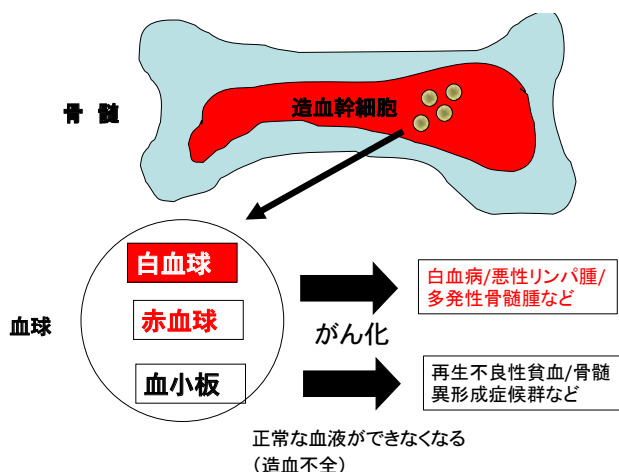 造血幹細胞
骨 髄
白血球
赤血球
血小板
血球
がん化
白血病/悪性リンパ腫/
多発性骨髄腫など
再生不良性貧血/骨髄
異形成症候群など
正常な血液ができなくなる
(造血不全)